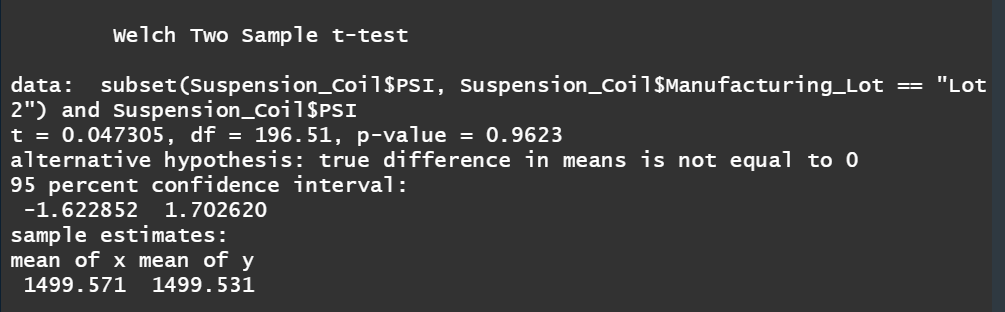 Welch Two Sample t-test
data:  subset(Suspension_Coil$PSI, Suspension_Coil$Manufacturing_Lot == "Lot
2") and Suspension_Coil$PSI
t = 0.047305, df = 196.51, p-value = 0.9623
alternative hypothesis: true difference in means is not equal to 0
95 percent confidence interval:
 -1.622852  1.702620
sample estimates:
mean of x mean of y
 1499.571  1499.531